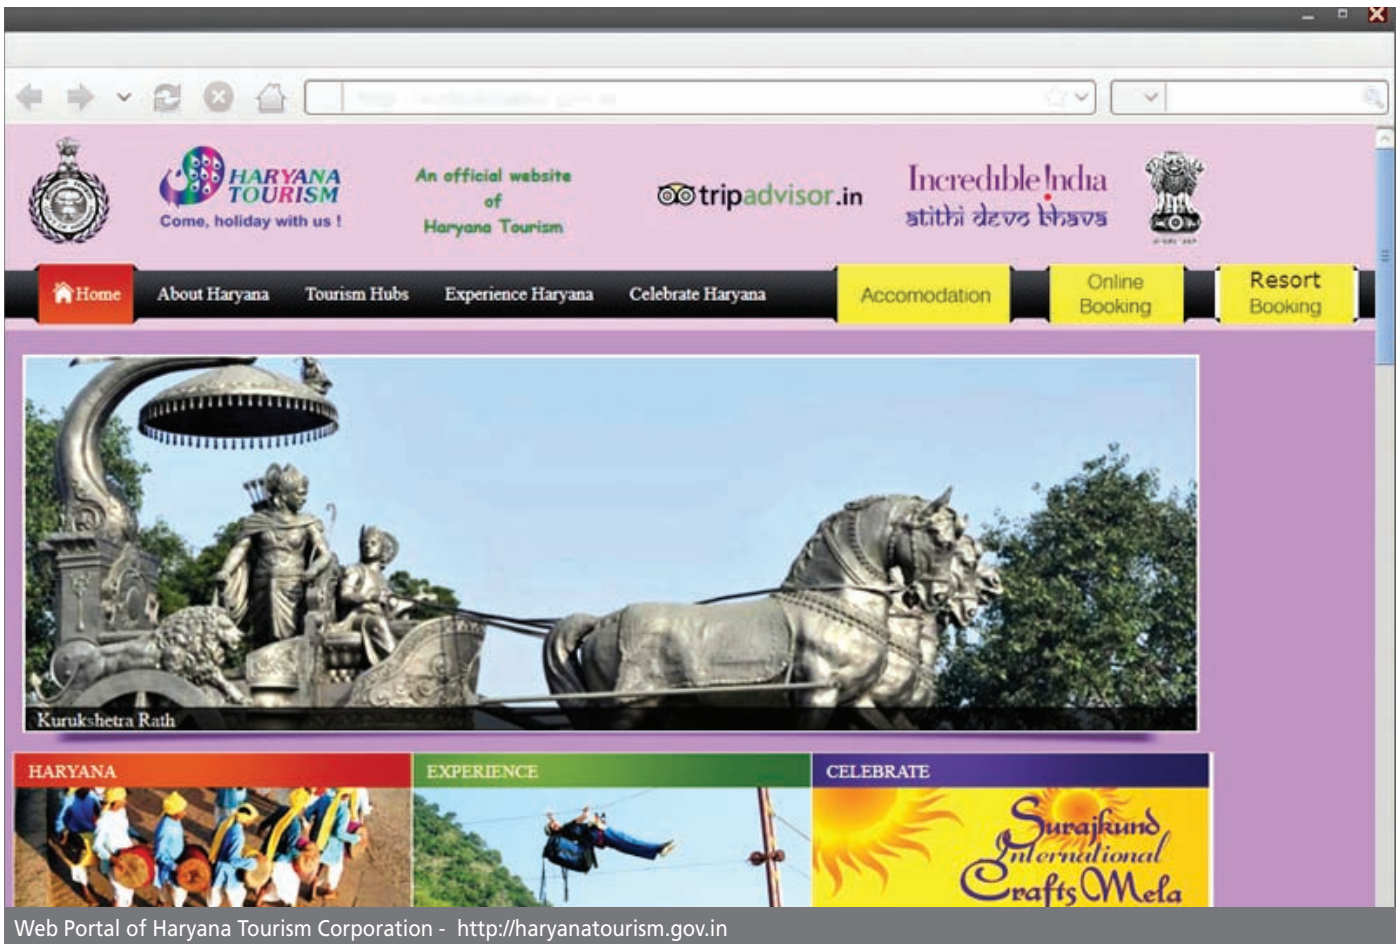 HARYANA
TOURISM
Come, holiday with us !
An official website
of
Haryana Tourism
tripadvisor.in
Incredible !ndia
atithi devo bhava
Home
About Haryana
Tourism Hubs
Experience Haryana
Celebrate Haryana
Accomodation
Online
Booking
Resort
Booking
Kurukshetra Rath
HARYANA
EXPERIENCE
CELEBRATE
Surajkund
International
Crafts Mela
Web Portal of Haryana Tourism Corporation - http://haryanatourism.gov.in